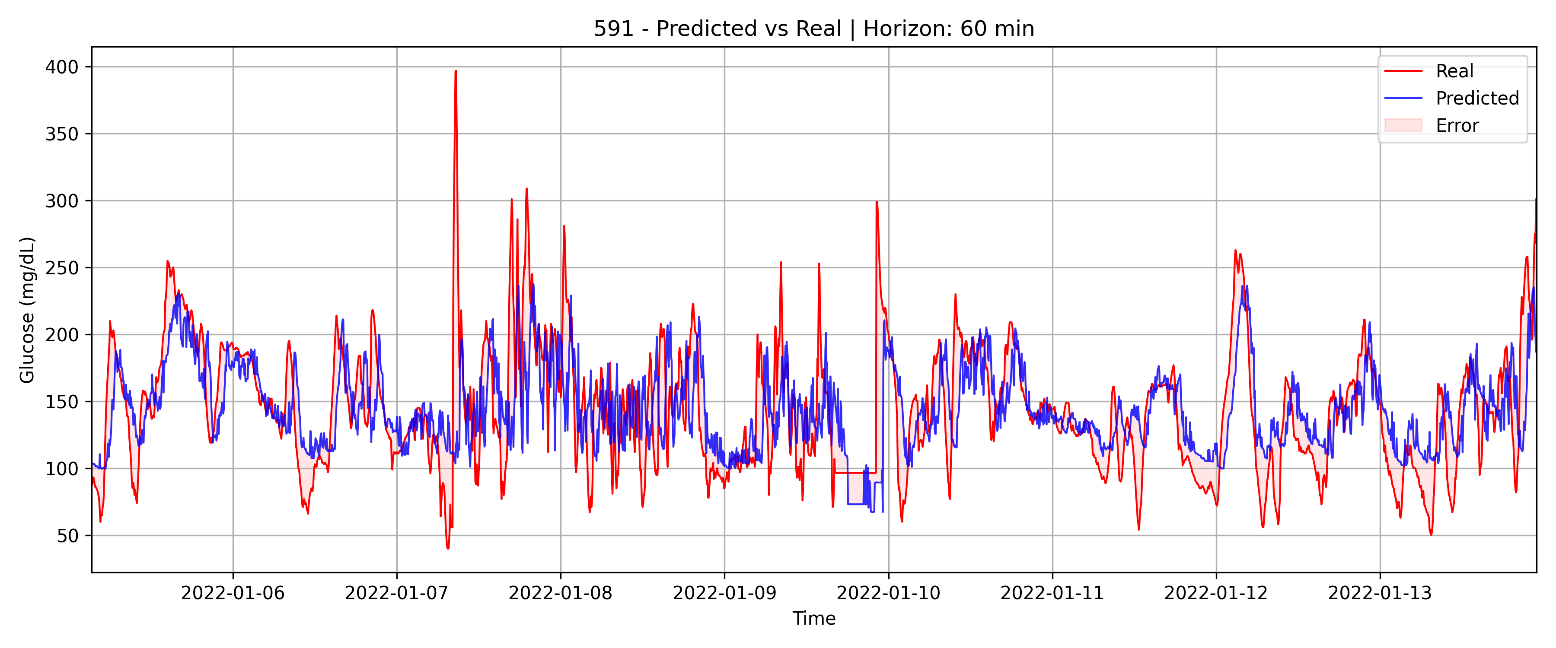 591 - Predicted vs Real | Horizon: 60 min
Glucose (mg/dL)
400
350
300
250
200
150
100
50
Real
Predicted
Error
2022-01-06
2022-01-07
2022-01-08
2022-01-09
2022-01-10
2022-01-11
2022-01-12
2022-01-13
Time